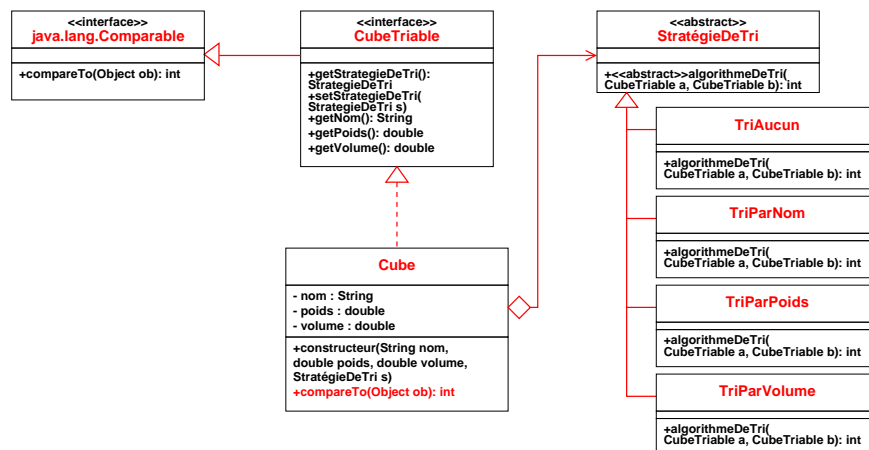 <<interface>>
java.lang.Comparable
+compareTo(Object ob): int
<<interface>>
CubeTriable
+getStrategieDeTri():
StrategieDeTri
+setStrategieDeTri(
StrategieDeTri s)
+getNom(): String
+getPoids(): double
+getVolume(): double
<<abstract>>
StratégieDeTri
+<<abstract>>algorithmeDeTri(
CubeTriable a, CubeTriable b): int
TriAucun
+algorithmeDeTri(
CubeTriable a, CubeTriable b): int
TriParNom
+algorithmeDeTri(
CubeTriable a, CubeTriable b): int
TriParPoids
+algorithmeDeTri(
CubeTriable a, CubeTriable b): int
TriParVolume
+algorithmeDeTri(
CubeTriable a, CubeTriable b): int
Cube
- nom : String
- poids : double
- volume : double
+constructeur(String nom,
double poids, double volume,
StratégieDeTri s)
+compareTo(Object ob): int